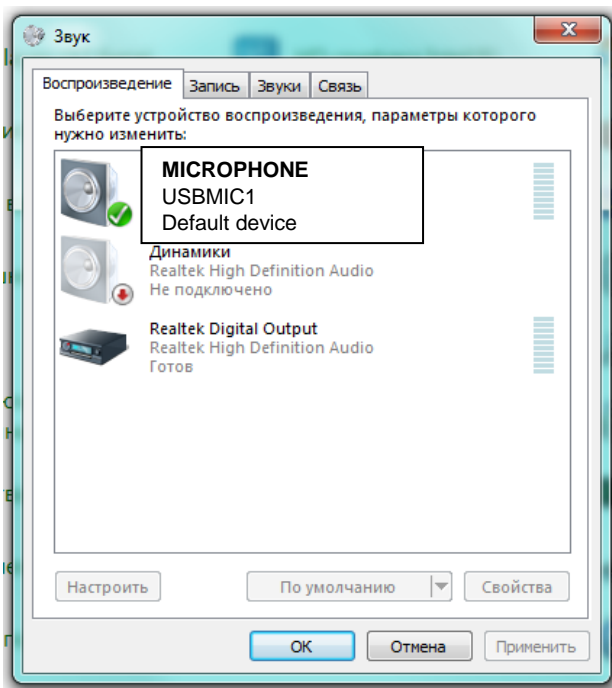 Звук
Воспроизведение Запись Звуки Связь
Выберите устройство воспроизведения, параметры которого
нужно изменить:
MICROPHONE
USBMIC1
Default device
Динамики
Realtek High Definition Audio
Не подключено
Realtek Digital Output
Realtek High Definition Audio
Готов
Настроить По умолчанию Свойства
ОК Отмена Применить